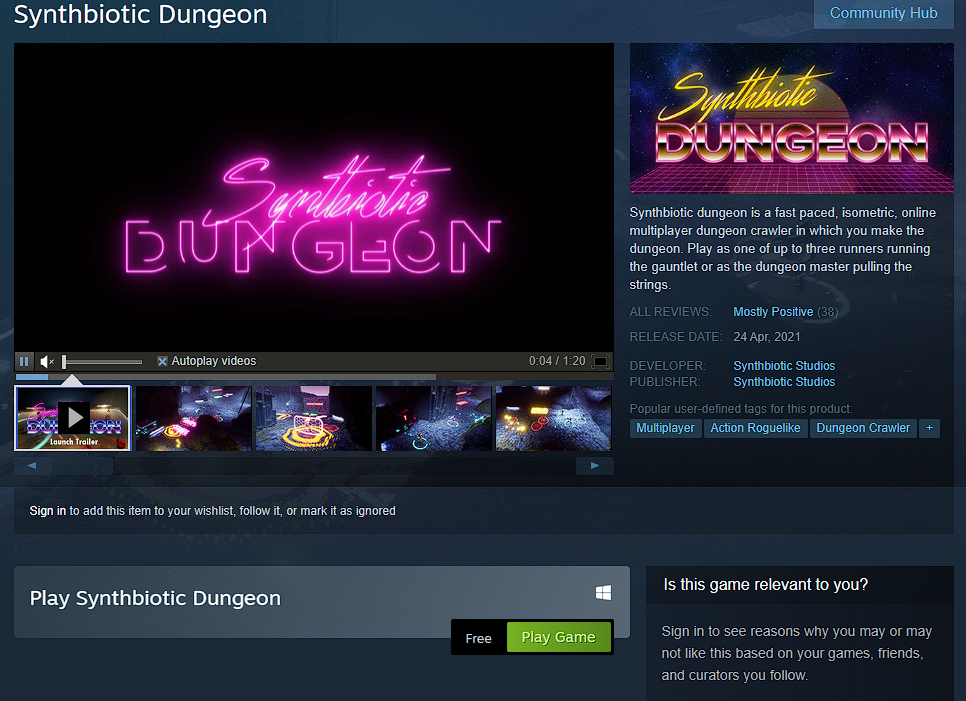 Synthbiotic Dungeon
Community Hub
Synthbiotic
DUNGEON
Synthbiotic
DUNGEON
Synthbiotic dungeon is a fast paced, isometric, online
multiplayer dungeon crawler in which you make the
dungeon. Play as one of up to three runners running
the gauntlet or as the dungeon master pulling the
strings.
ALL REVIEWS: Mostly Positive (38)
RELEASE DATE: 24 Apr, 2021
DEVELOPER: Synthbiotic Studios
PUBLISHER: Synthbiotic Studios
Popular user-defined tags for this product:
Multiplayer Action Roguelike Dungeon Crawler +
Autoplay videos 0:04 / 1:20
DUNGEON
Launch Trailer
Sign in to add this item to your wishlist, follow it, or mark it as ignored
Play Synthbiotic Dungeon
Free Play Game
Is this game relevant to you?
Sign in to see reasons why you may or may
not like this based on your games, friends,
and curators you follow.